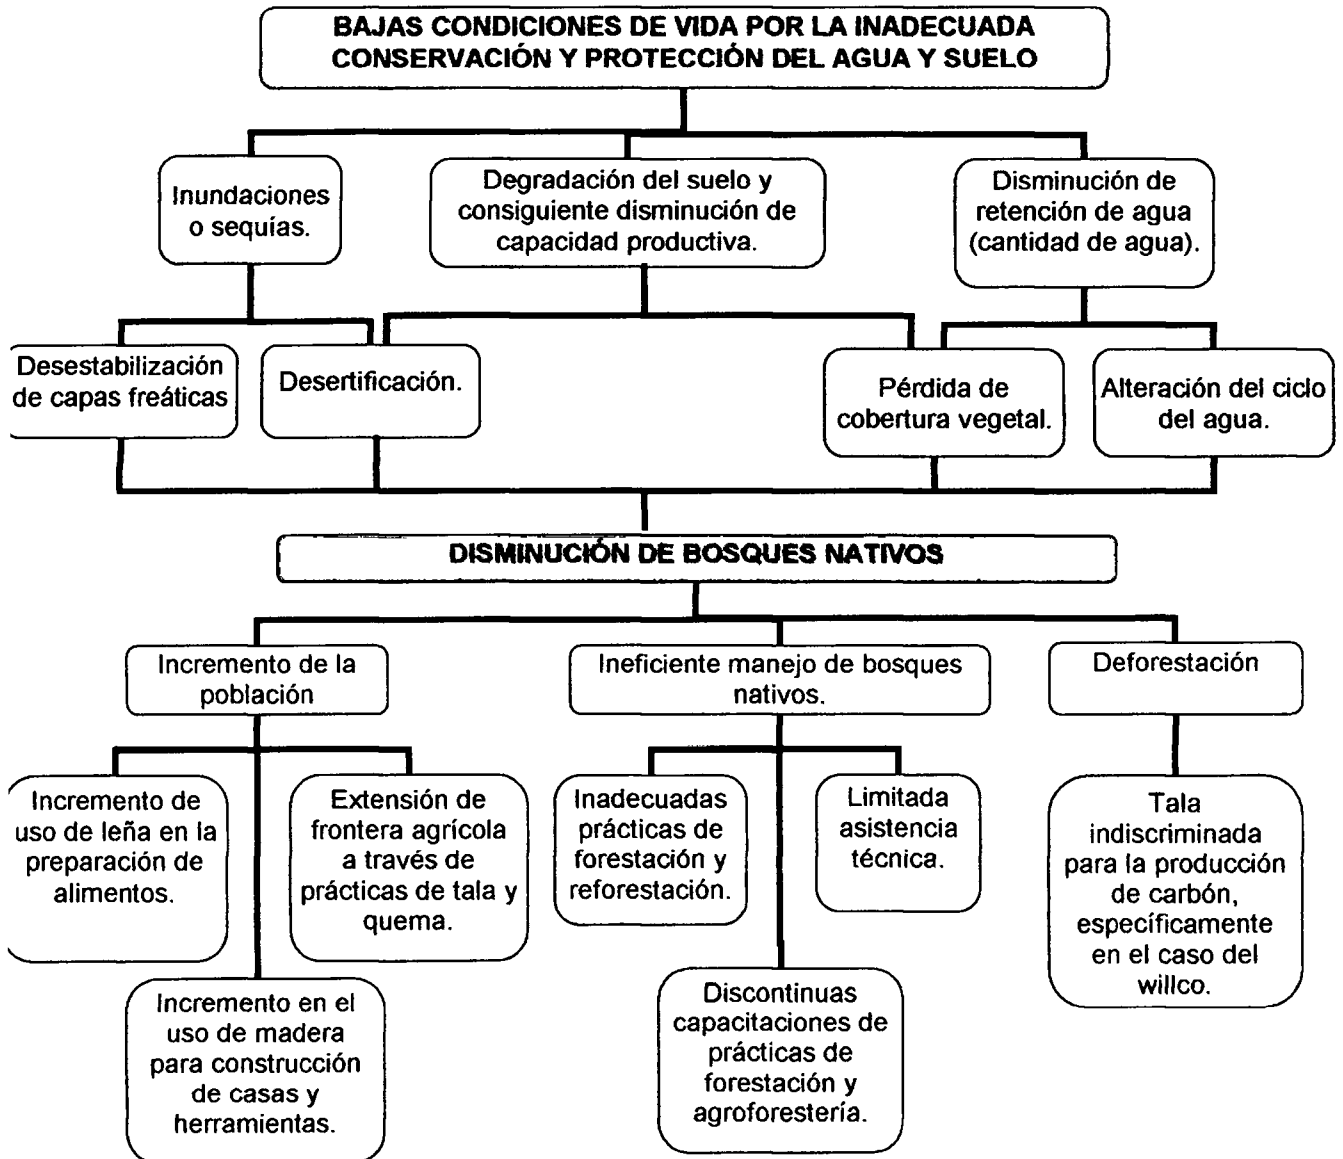 BAJAS CONDICIONES DE VIDA POR LA INADECUADA
CONSERVACIÓN Y PROTECCIÓN DEL AGUA Y SUELO
Inundaciones
o sequías.
Degradación del suelo y
consiguiente disminución de
capacidad productiva.
Disminución de
retención de agua
(cantidad de agua).
Desestabilización
de capas freáticas
Desertificación.
Pérdida de
cobertura vegetal.
Alteración del ciclo
del agua.
DISMINUCIÓN DE BOSQUES NATIVOS
Incremento de la
población
Ineficiente manejo de bosques
nativos.
Deforestación
Incremento de
uso de leña en la
preparación de
alimentos.
Extensión de
frontera agrícola
a través de
prácticas de tala y
quema.
Inadecuadas
prácticas de
forestación y
reforestación.
Limitada
asistencia
técnica.
Tala
indiscriminada
para la producción
de carbón,
específicamente
en el caso del
willco.
Incremento en el
uso de madera
para construcción
de casas y
herramientas.
Discontinuas
capacitaciones de
prácticas de
forestación y
agroforestería.